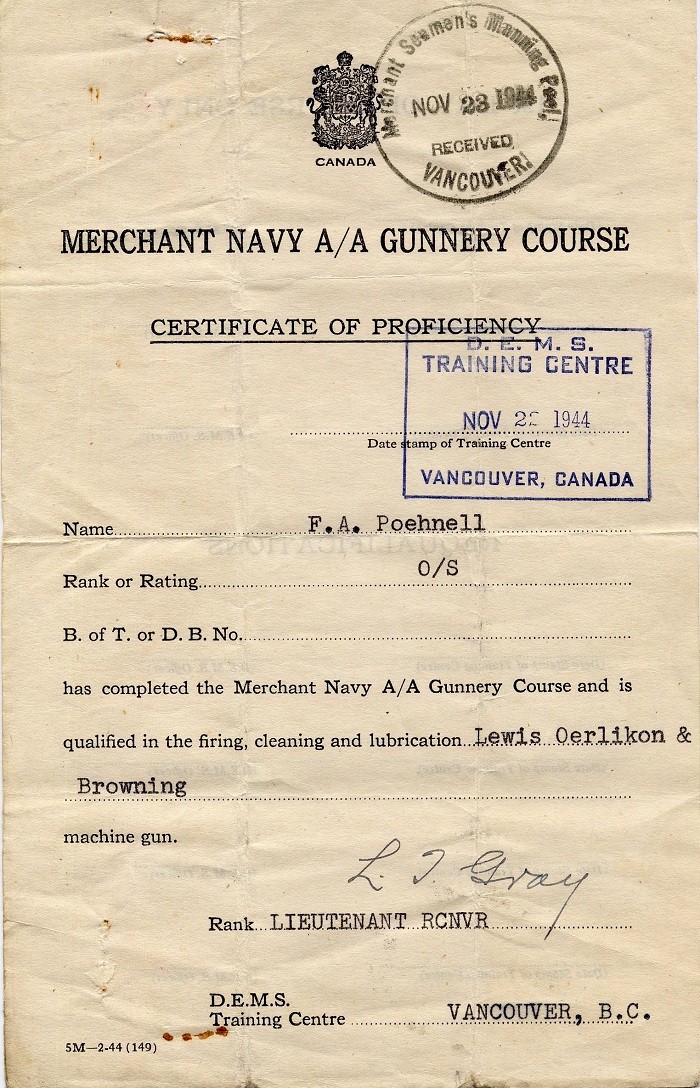 Merchant Seamen's Manning Pool
NOV 23 1944
RECEIVED
VANCOUVER
CANADA
MERCHANT NAVY A/A GUNNERY COURSE
CERTIFICATE OF PROFICIENCY
D. E. M. S.
TRAINING CENTRE
NOV 22 1944
Date stamp of Training Centre
VANCOUVER, CANADA
Name F.A. Poehnell
Rank or Rating O/S
B. of T. or D. B. No.
has completed the Merchant Navy A/A Gunnery Course and is
qualified in the firing, cleaning and lubrication Lewis Oerlikon &
Browning
machine gun.
L. T. Gray
Rank LIEUTENANT RCNVR
D.E.M.S.
Training Centre VANCOUVER, B.C.
5M—2-44 (149)